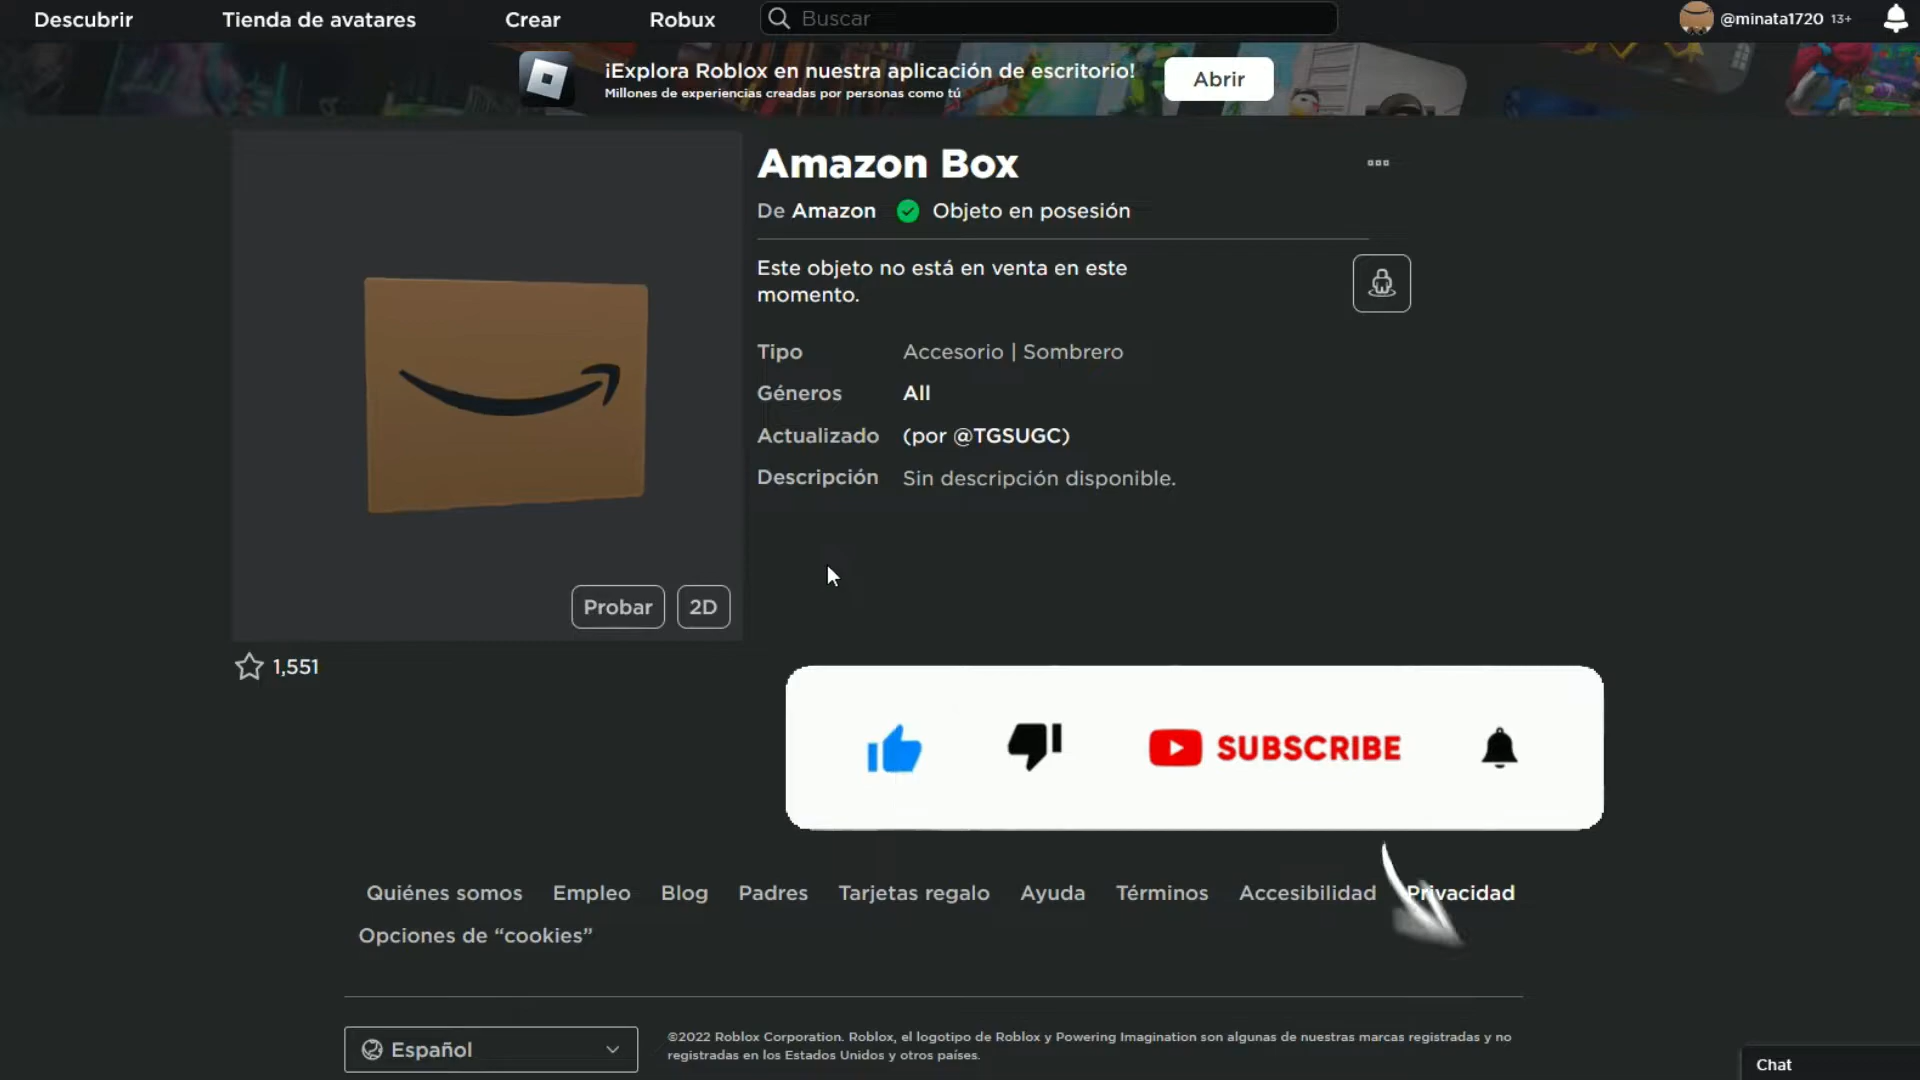 Descubrir
Tienda de avatares
Crear
Robux
Buscar
@minata1720 13+
¡Explora Roblox en nuestra aplicación de escritorio!
Millones de experiencias creadas por personas como tú
Abrir
Amazon Box
De Amazon Objeto en posesión
Este objeto no está en venta en este
momento.
Tipo Accesorio | Sombrero
Géneros All
Actualizado (por @TGSUGC)
Descripción Sin descripción disponible.
Probar
2D
1,551
SUBSCRIBE
Quiénes somos Empleo Blog Padres Tarjetas regalo Ayuda Términos Accesibilidad Privacidad
Opciones de “cookies”
Español
©2022 Roblox Corporation. Roblox, el logotipo de Roblox y Powering Imagination son algunas de nuestras marcas registradas y no
registradas en los Estados Unidos y otros países.
Chat